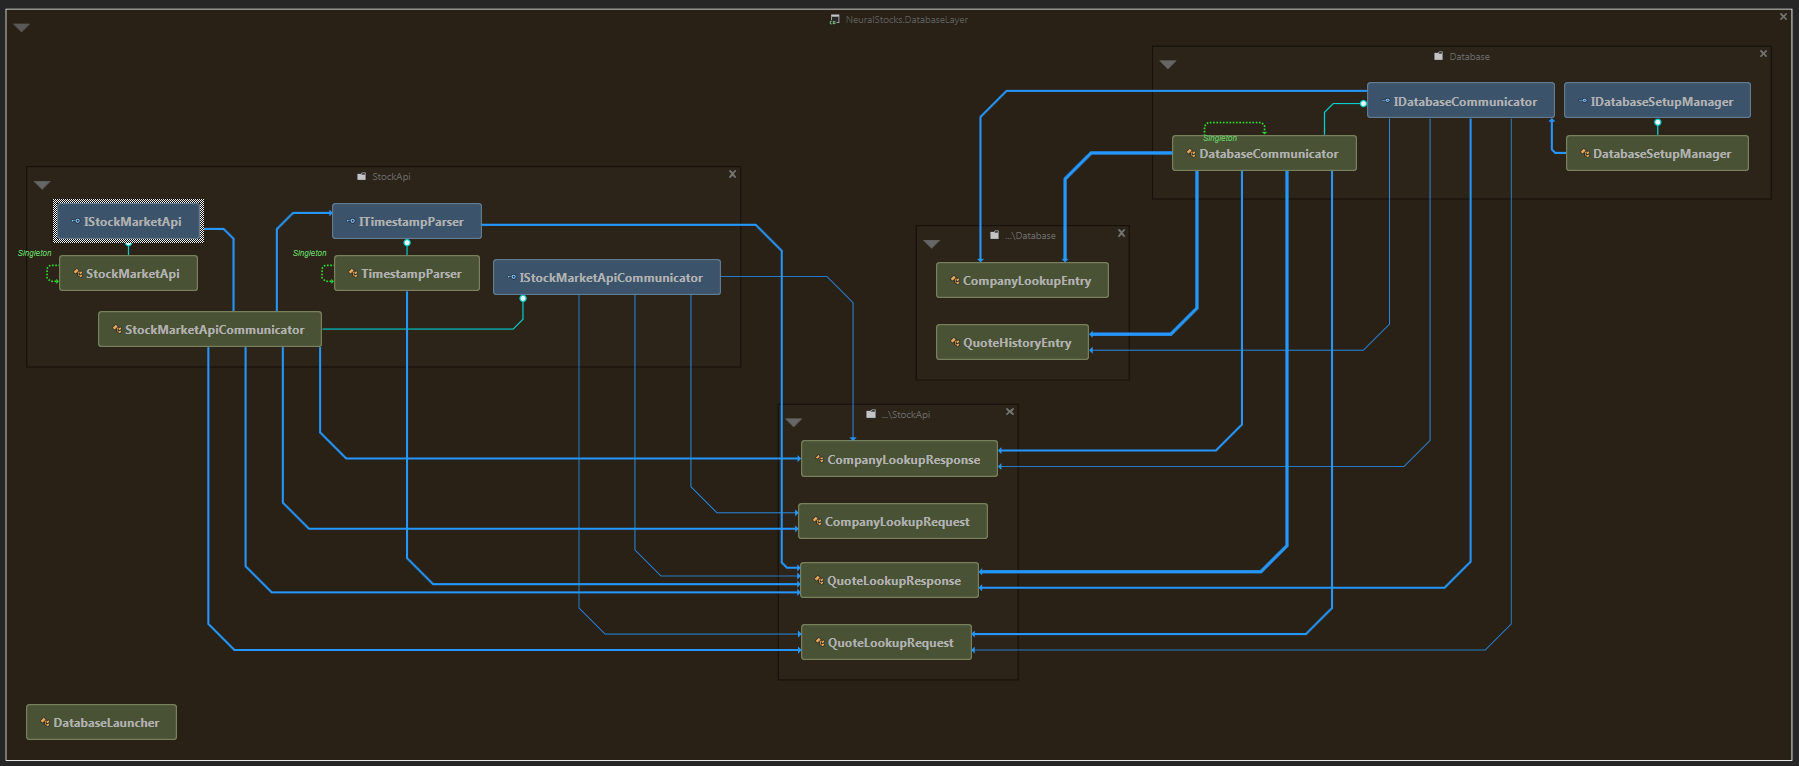 NeuralStocks.DatabaseLayer
Database
IDatabaseCommunicator
IDatabaseSetupManager
Singleton
DatabaseCommunicator
DatabaseSetupManager
StockApi
IStockMarketApi
ITimestampParser
Singleton
StockMarketApi
Singleton
TimestampParser
IStockMarketApiCommunicator
StockMarketApiCommunicator
...\Database
CompanyLookupEntry
QuoteHistoryEntry
...\StockApi
CompanyLookupResponse
CompanyLookupRequest
QuoteLookupResponse
QuoteLookupRequest
DatabaseLauncher